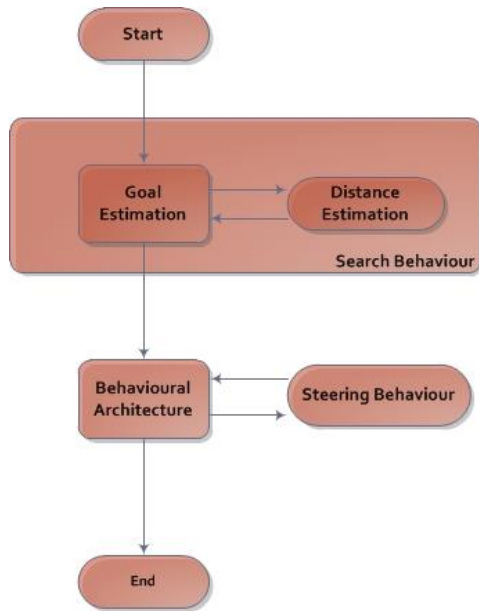 Start
Goal
Estimation
Distance
Estimation
Search Behaviour
Behavioural
Architecture
Steering Behaviour
End